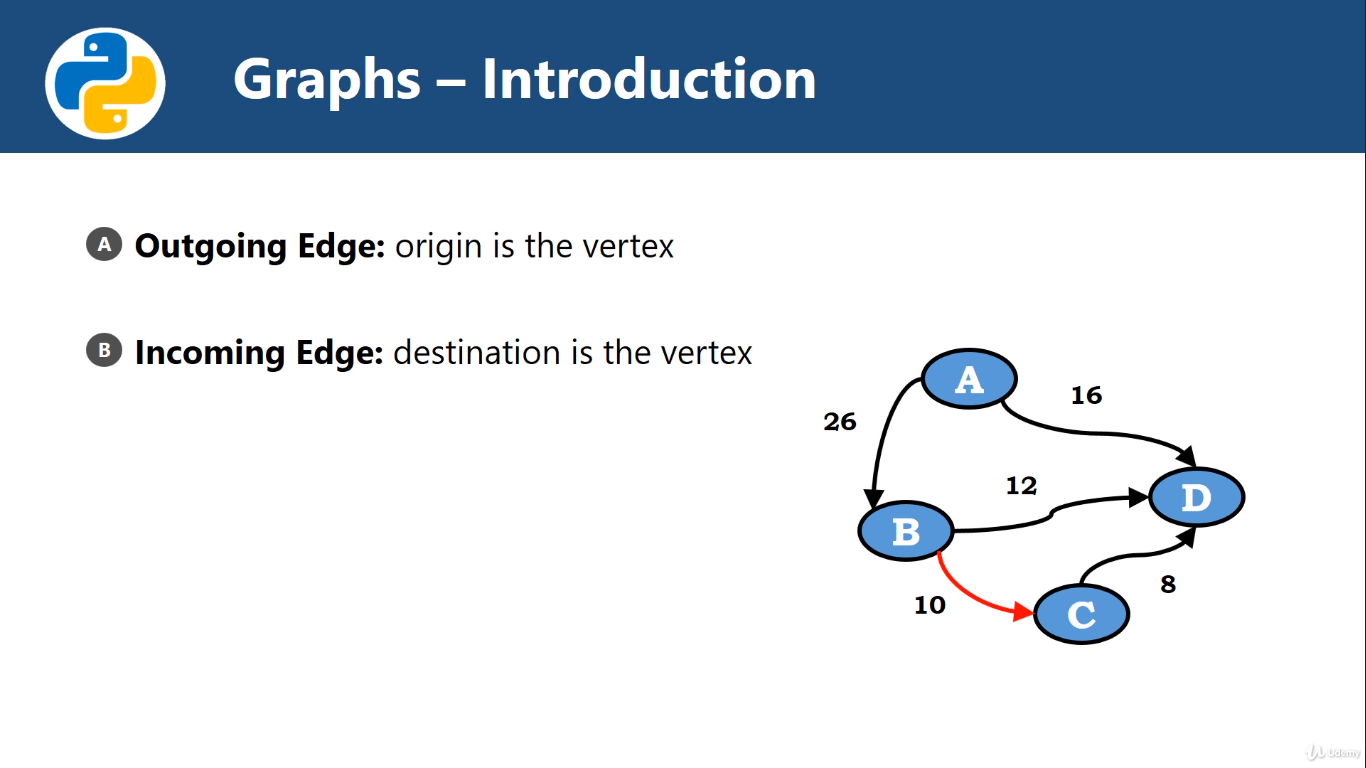 Graphs – Introduction
A Outgoing Edge: origin is the vertex
B Incoming Edge: destination is the vertex
A
16
26
12
D
B
10
8
C
Udemy